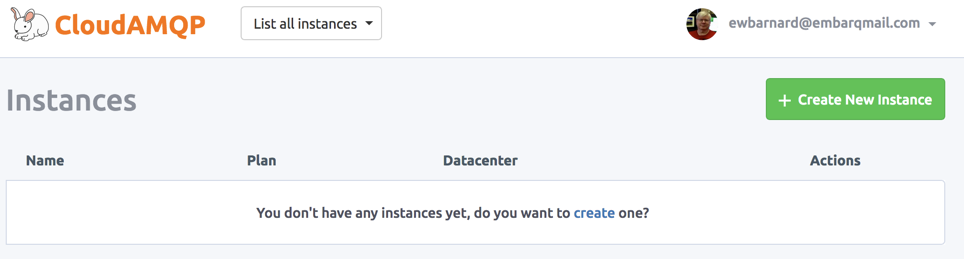 CloudAMQP List all instances ewbarnard@embarqmail.com
Instances + Create New Instance
Name Plan Datacenter Actions
You don't have any instances yet, do you want to create one?